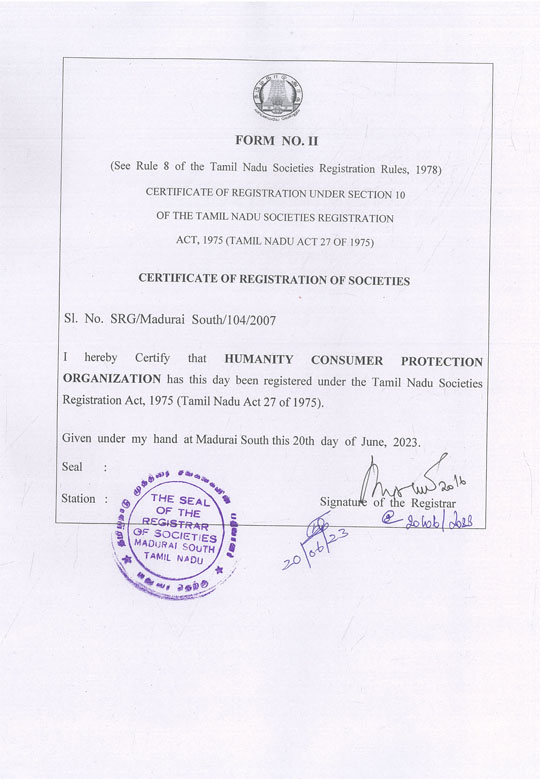 FORM NO. II
(See Rule 8 of the Tamil Nadu Societies Registration Rules, 1978)
CERTIFICATE OF REGISTRATION UNDER SECTION 10
OF THE TAMIL NADU SOCIETIES REGISTRATION
ACT, 1975 (TAMIL NADU ACT 27 OF 1975)
CERTIFICATE OF REGISTRATION OF SOCIETIES
Sl. No. SRG/Madurai South/104/2007
I hereby Certify that HUMANITY CONSUMER PROTECTION
ORGANIZATION has this day been registered under the Tamil Nadu Societies
Registration Act, 1975 (Tamil Nadu Act 27 of 1975).
Given under my hand at Madurai South this 20th day of June, 2023.
Seal :
Station :
Signature of the Registrar
20/06/2023
20/06/23
THE SEAL
OF THE
REGISTRAR
OF SOCIETIES
MADURAI SOUTH
TAMIL NADU
மதுரை தெற்கு